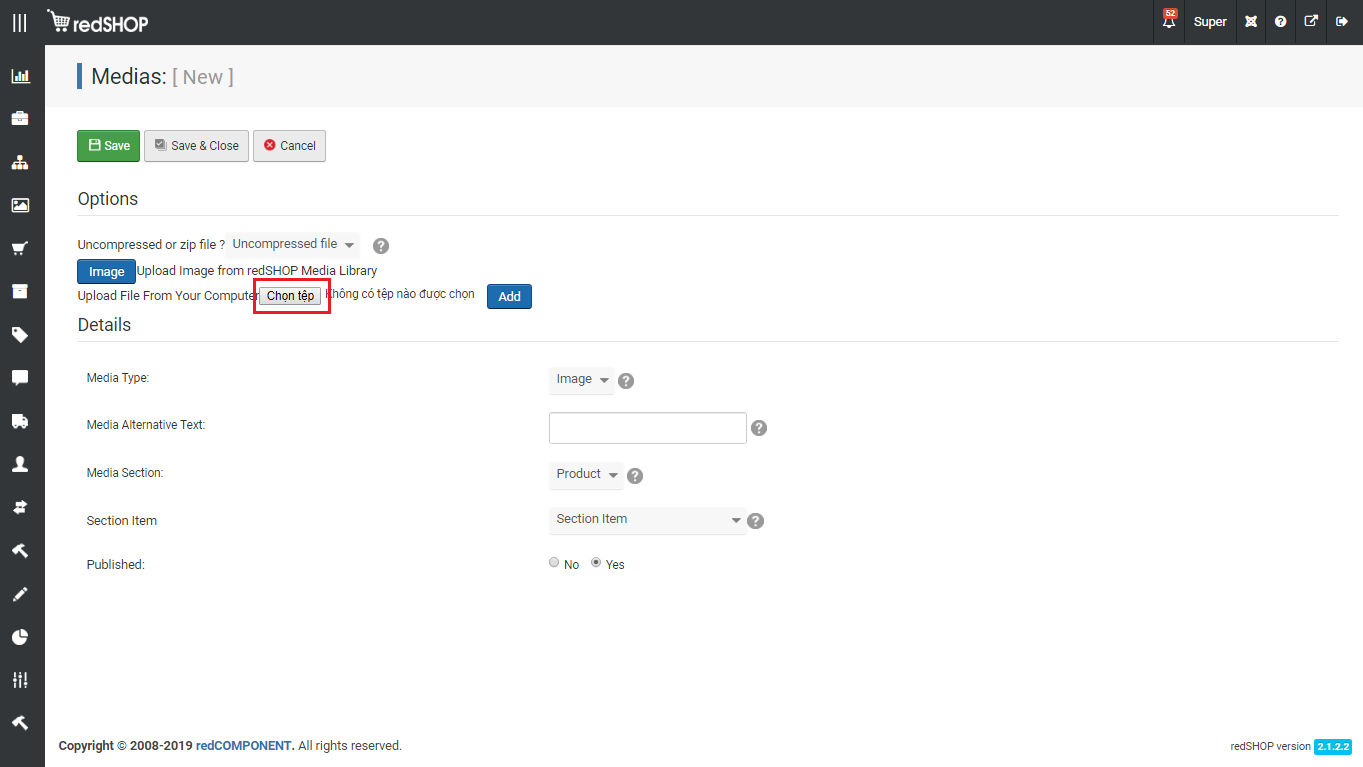 redSHOP
52
Super
Medias: [ New ]
Save
Save & Close
Cancel
Options
Uncompressed or zip file ? Uncompressed file ?
Image Upload Image from redSHOP Media Library
Upload File From Your Computer Chọn tệp Không có tệp nào được chọn Add
Details
Media Type: Image ?
Media Alternative Text: ?
Media Section: Product ?
Section Item Section Item ?
Published: No Yes
Copyright © 2008-2019 redCOMPONENT. All rights reserved.
redSHOP version 2.1.2.2